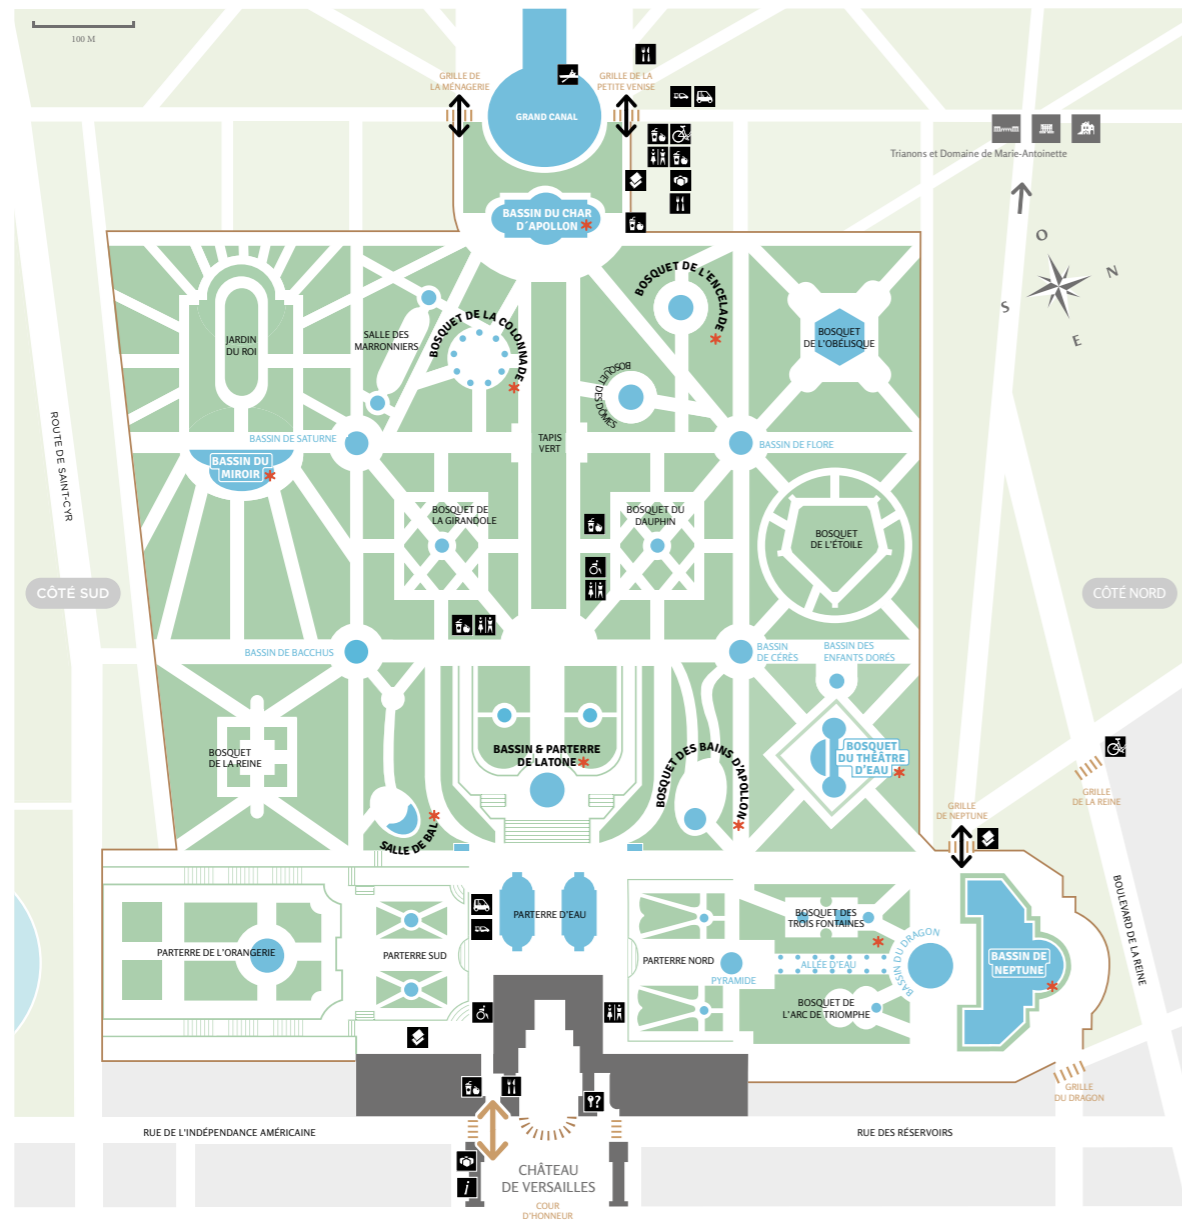 100 M
GRILLE DE
LA MÉNAGERIE
GRILLE DE LA
PETITE VENISE
GRAND CANAL
Trianons et Domaine de Marie-Antoinette
BASSIN DU CHAR
D´APOLLON
O
N
S
E
BOSQUET DE L'ENCELADE
JARDIN
DU ROI
SALLE DES
MARRONNIERS
BOSQUET DE LA COLONNADE
BOSQUET
DE L'OBÉLISQUE
BOSQUET DES DÔMES
BASSIN DE SATURNE
TAPIS
VERT
BASSIN DE FLORE
BASSIN DU
MIROIR
ROUTE DE SAINT-CYR
BOSQUET DE
LA GIRANDOLE
BOSQUET DU
DAUPHIN
BOSQUET
DE L'ÉTOILE
CÔTÉ SUD
CÔTÉ NORD
BASSIN DE BACCHUS
BASSIN
DE CÉRÈS
BASSIN DES
ENFANTS DORÉS
BOSQUET
DE LA REINE
BASSIN & PARTERRE
DE LATONE
BOSQUET DES BAINS D'APOLLON
BOSQUET
DU THÉÂTRE
D'EAU
GRILLE
DE LA REINE
GRILLE
DE NEPTUNE
SALLE DE BAL
BOULEVARD DE LA REINE
PARTERRE D'EAU
BOSQUET DES
TROIS FONTAINES
PARTERRE DE L'ORANGERIE
PARTERRE SUD
PARTERRE NORD
PYRAMIDE
ALLÉE D'EAU
BASSIN DU DRAGON
BASSIN DE
NEPTUNE
BOSQUET DE
L'ARC DE TRIOMPHE
GRILLE
DU DRAGON
?
RUE DE L'INDÉPENDANCE AMÉRICAINE
RUE DES RÉSERVOIRS
i
CHÂTEAU
DE VERSAILLES
COUR
D'HONNEUR